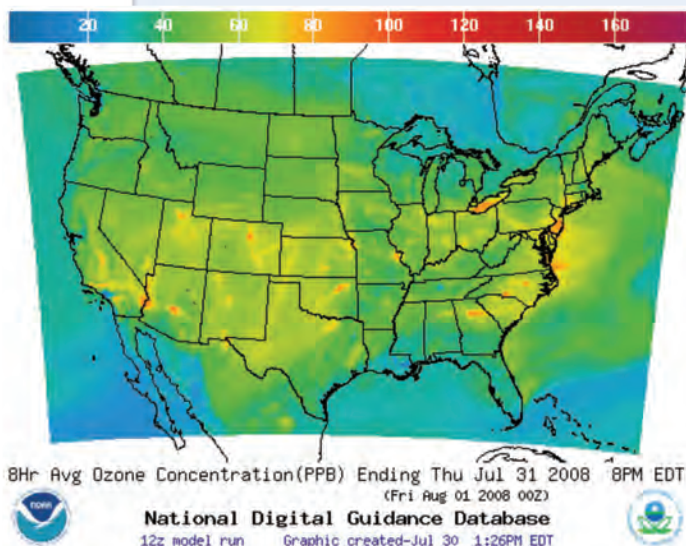 20 40 60 80 100 120 140 160
8Hr Avg Ozone Concentration(PPB) Ending Thu Jul 31 2008 8PM EDT
(Fri Aug 01 2008 00Z)
NOAA
National Digital Guidance Database
12z model run Graphic created-Jul 30 1:26PM EDT